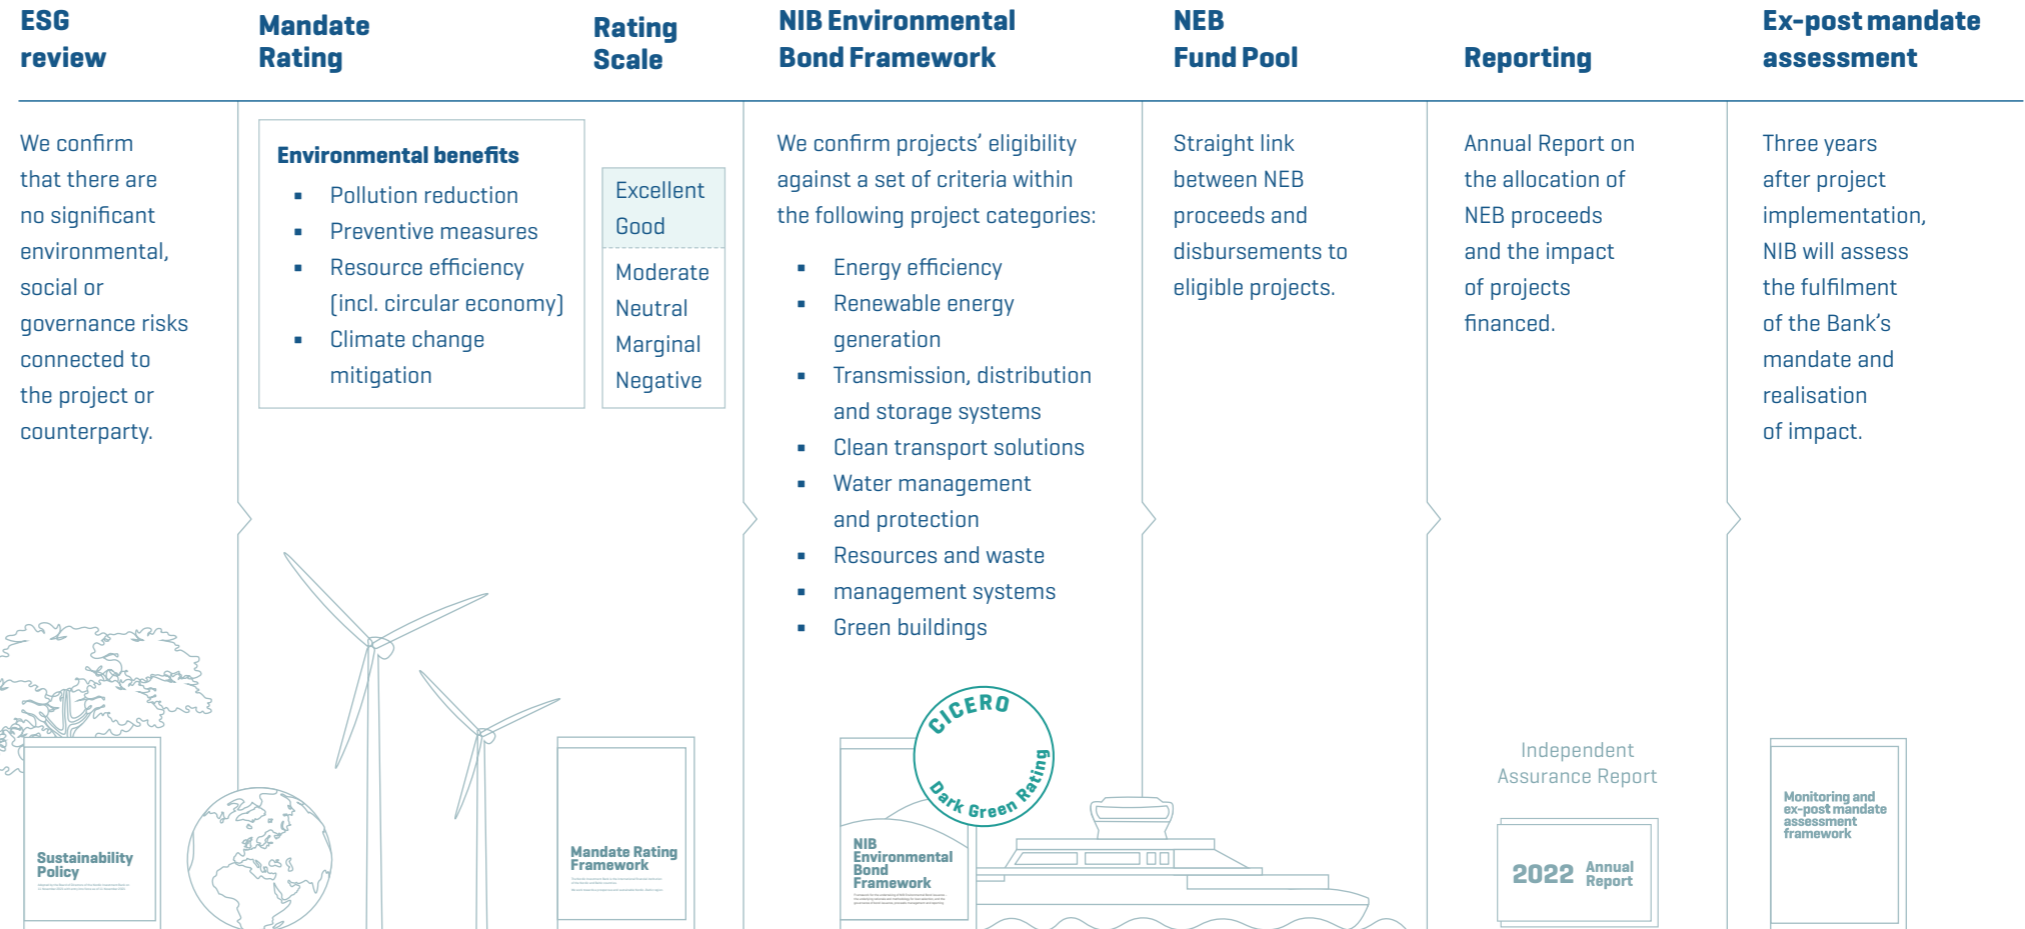 ESG
review
Mandate
Rating
Rating
Scale
NIB Environmental
Bond Framework
NEB
Fund Pool
Reporting
Ex-post mandate
assessment
We confirm
that there are
no significant
environmental,
social or
governance risks
connected to
the project or
counterparty.
Environmental benefits
▪ Pollution reduction
▪ Preventive measures
▪ Resource efficiency
(incl. circular economy)
▪ Climate change
mitigation
Excellent
Good
Moderate
Neutral
Marginal
Negative
We confirm projects’ eligibility
against a set of criteria within
the following project categories:
▪ Energy efficiency
▪ Renewable energy
generation
▪ Transmission, distribution
and storage systems
▪ Clean transport solutions
▪ Water management
and protection
▪ Resources and waste
▪ management systems
▪ Green buildings
Straight link
between NEB
proceeds and
disbursements to
eligible projects.
Annual Report on
the allocation of
NEB proceeds
and the impact
of projects
financed.
Three years
after project
implementation,
NIB will assess
the fulfilment
of the Bank’s
mandate and
realisation
of impact.
Sustainability
Policy
Mandate Rating
Framework
CICERO
Dark Green Rating
NIB
Environmental
Bond
Framework
Independent
Assurance Report
2022 Annual
Report
Monitoring and
ex-post mandate
assessment
framework